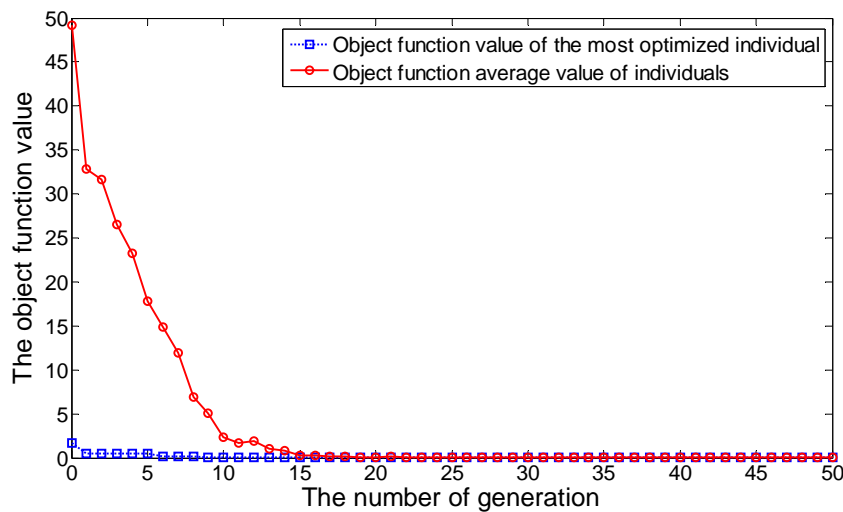 Object function value of the most optimized individual
Object function average value of individuals
The object function value
50
45
40
35
30
25
20
15
10
5
0
0 5 10 15 20 25 30 35 40 45 50
The number of generation